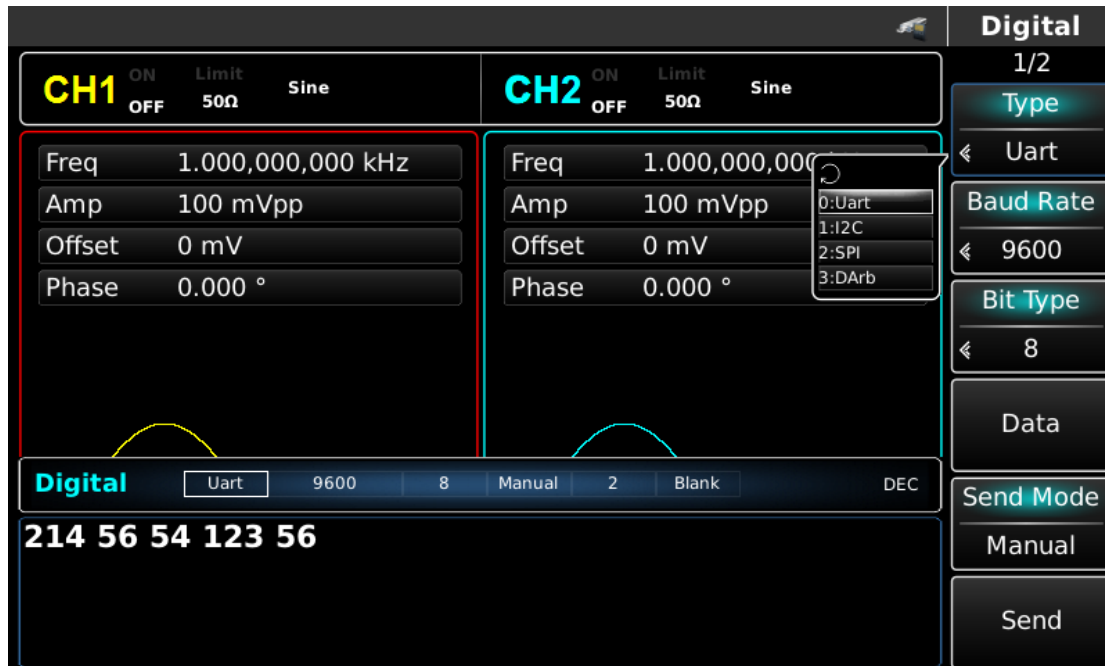 Digital
1/2
CH1 ON OFF Limit 50Ω Sine
CH2 ON OFF Limit 50Ω Sine
Type
Uart
Freq 1.000,000,000 kHz
Amp 100 mVpp
Offset 0 mV
Phase 0.000 °
Freq 1.000,000,000
Amp 100 mVpp
Offset 0 mV
Phase 0.000 °
0:Uart
1:I2C
2:SPI
3:DArb
Baud Rate
9600
Bit Type
8
Data
Send Mode
Manual
Send
Digital Uart 9600 8 Manual 2 Blank DEC
214 56 54 123 56